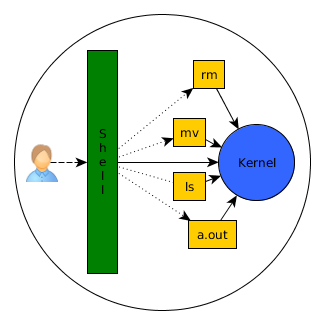 Shell
rm
mv
Kernel
ls
a.out